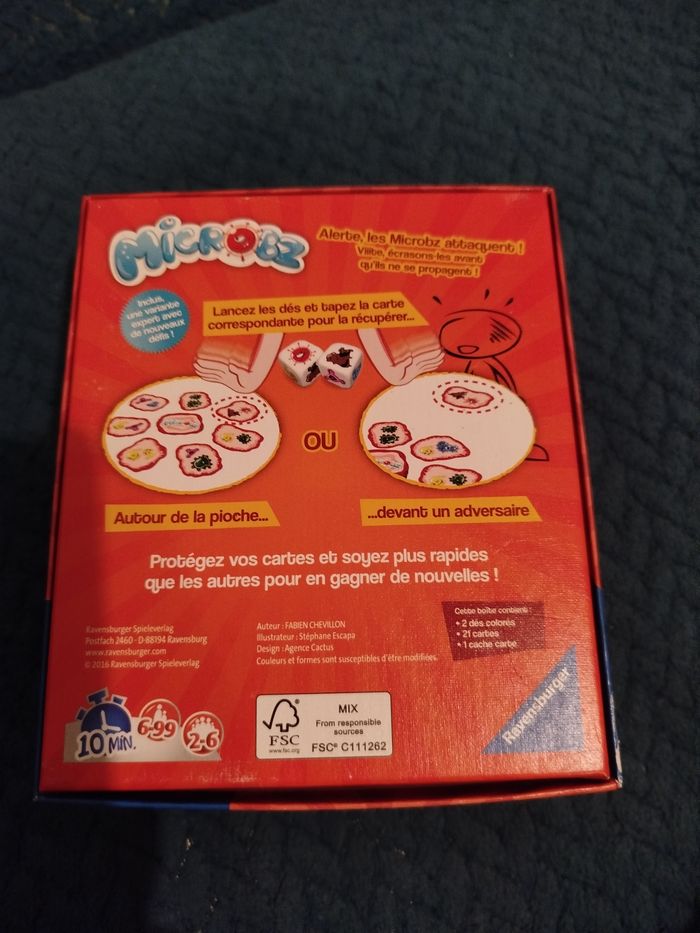 MICROBZ
Alerte, les Microbz attaquent !
Viiite, écrasons-les avant
qu'ils ne se propagent !
Inclus,
une variante
expert avec
de nouveaux
défis !
Lancez les dés et tapez la carte
correspondante pour la récupérer...
OU
Autour de la pioche...
...devant un adversaire
Protégez vos cartes et soyez plus rapides
que les autres pour en gagner de nouvelles !
Ravensburger Spieleverlag
Postfach 2460 · D-88194 Ravensburg
www.ravensburger.com
© 2016 Ravensburger Spieleverlag
Auteur : FABIEN CHEVILLON
Illustrateur : Stéphane Escapa
Design : Agence Cactus
Couleurs et formes sont susceptibles d'être modifiées.
Cette boîte contient :
• 2 dés colorés
• 21 cartes
• 1 cache carte
10 MIN.
6-99
2-6
FSC
www.fsc.org
MIX
From responsible
sources
FSC® C111262
Ravensburger